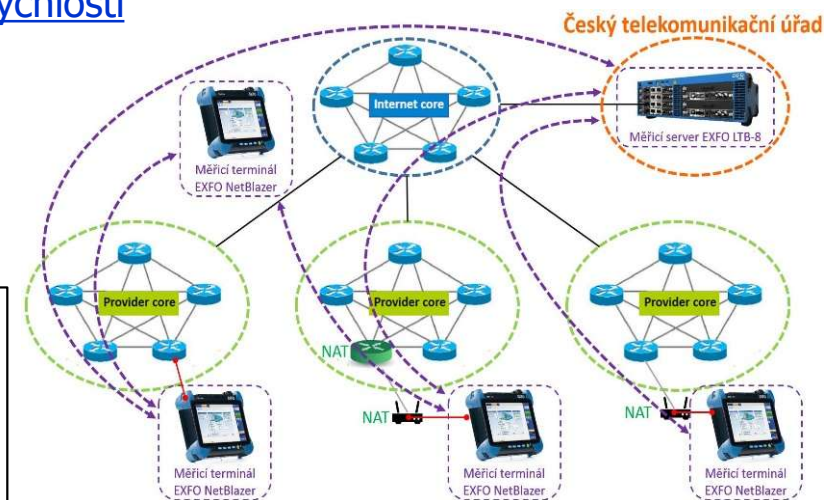 rychlosti
Český telekomunikační úřad
Internet core
Měřicí server EXFO LTB-8
Měřicí terminál
EXFO NetBlazer
Provider core
Provider core
Provider core
NAT
NAT
NAT
Měřicí terminál
EXFO NetBlazer
Měřicí terminál
EXFO NetBlazer
Měřicí terminál
EXFO NetBlazer